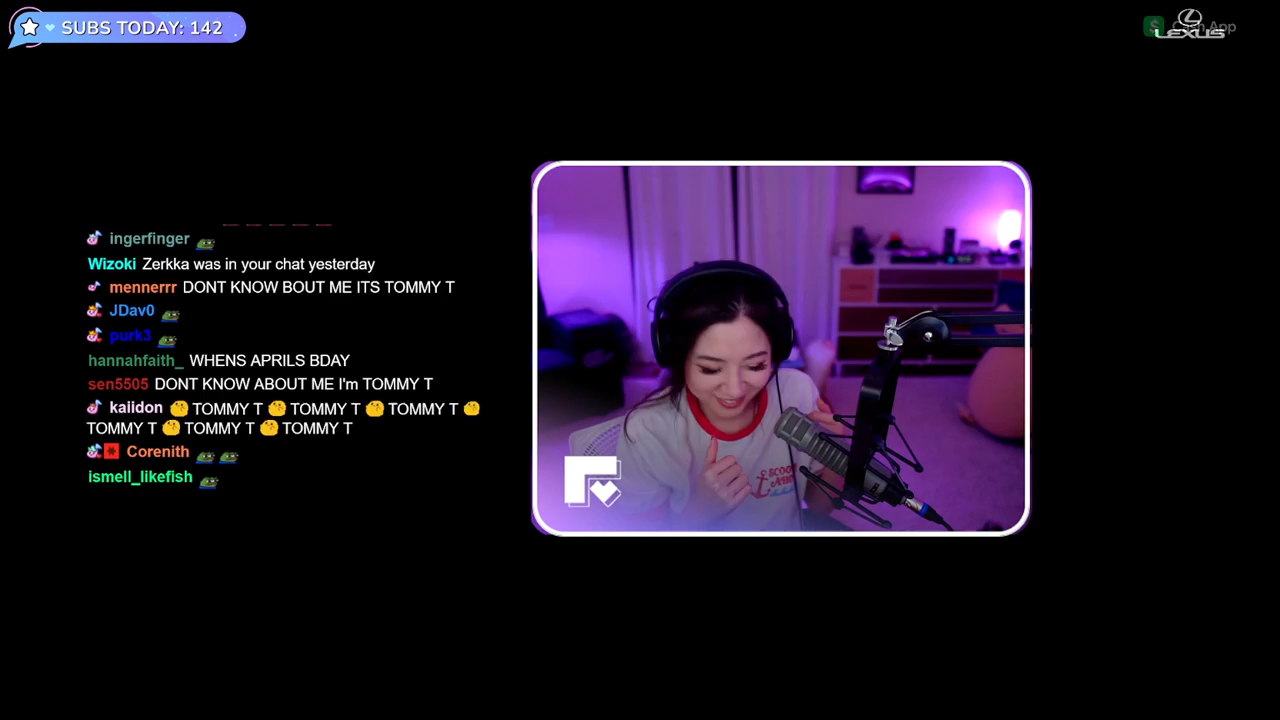 SUBS TODAY: 142
Cash App
LEXUS
ingerfinger
Wizoki Zerkka was in your chat yesterday
mennerrr DONT KNOW BOUT ME ITS TOMMY T
JDav0
purk3
hannahfaith_ WHENS APRILS BDAY
sen5505 DONT KNOW ABOUT ME I'm TOMMY T
kaiidon TOMMY T TOMMY T TOMMY T
TOMMY T TOMMY T TOMMY T
Corenith
ismell_likefish